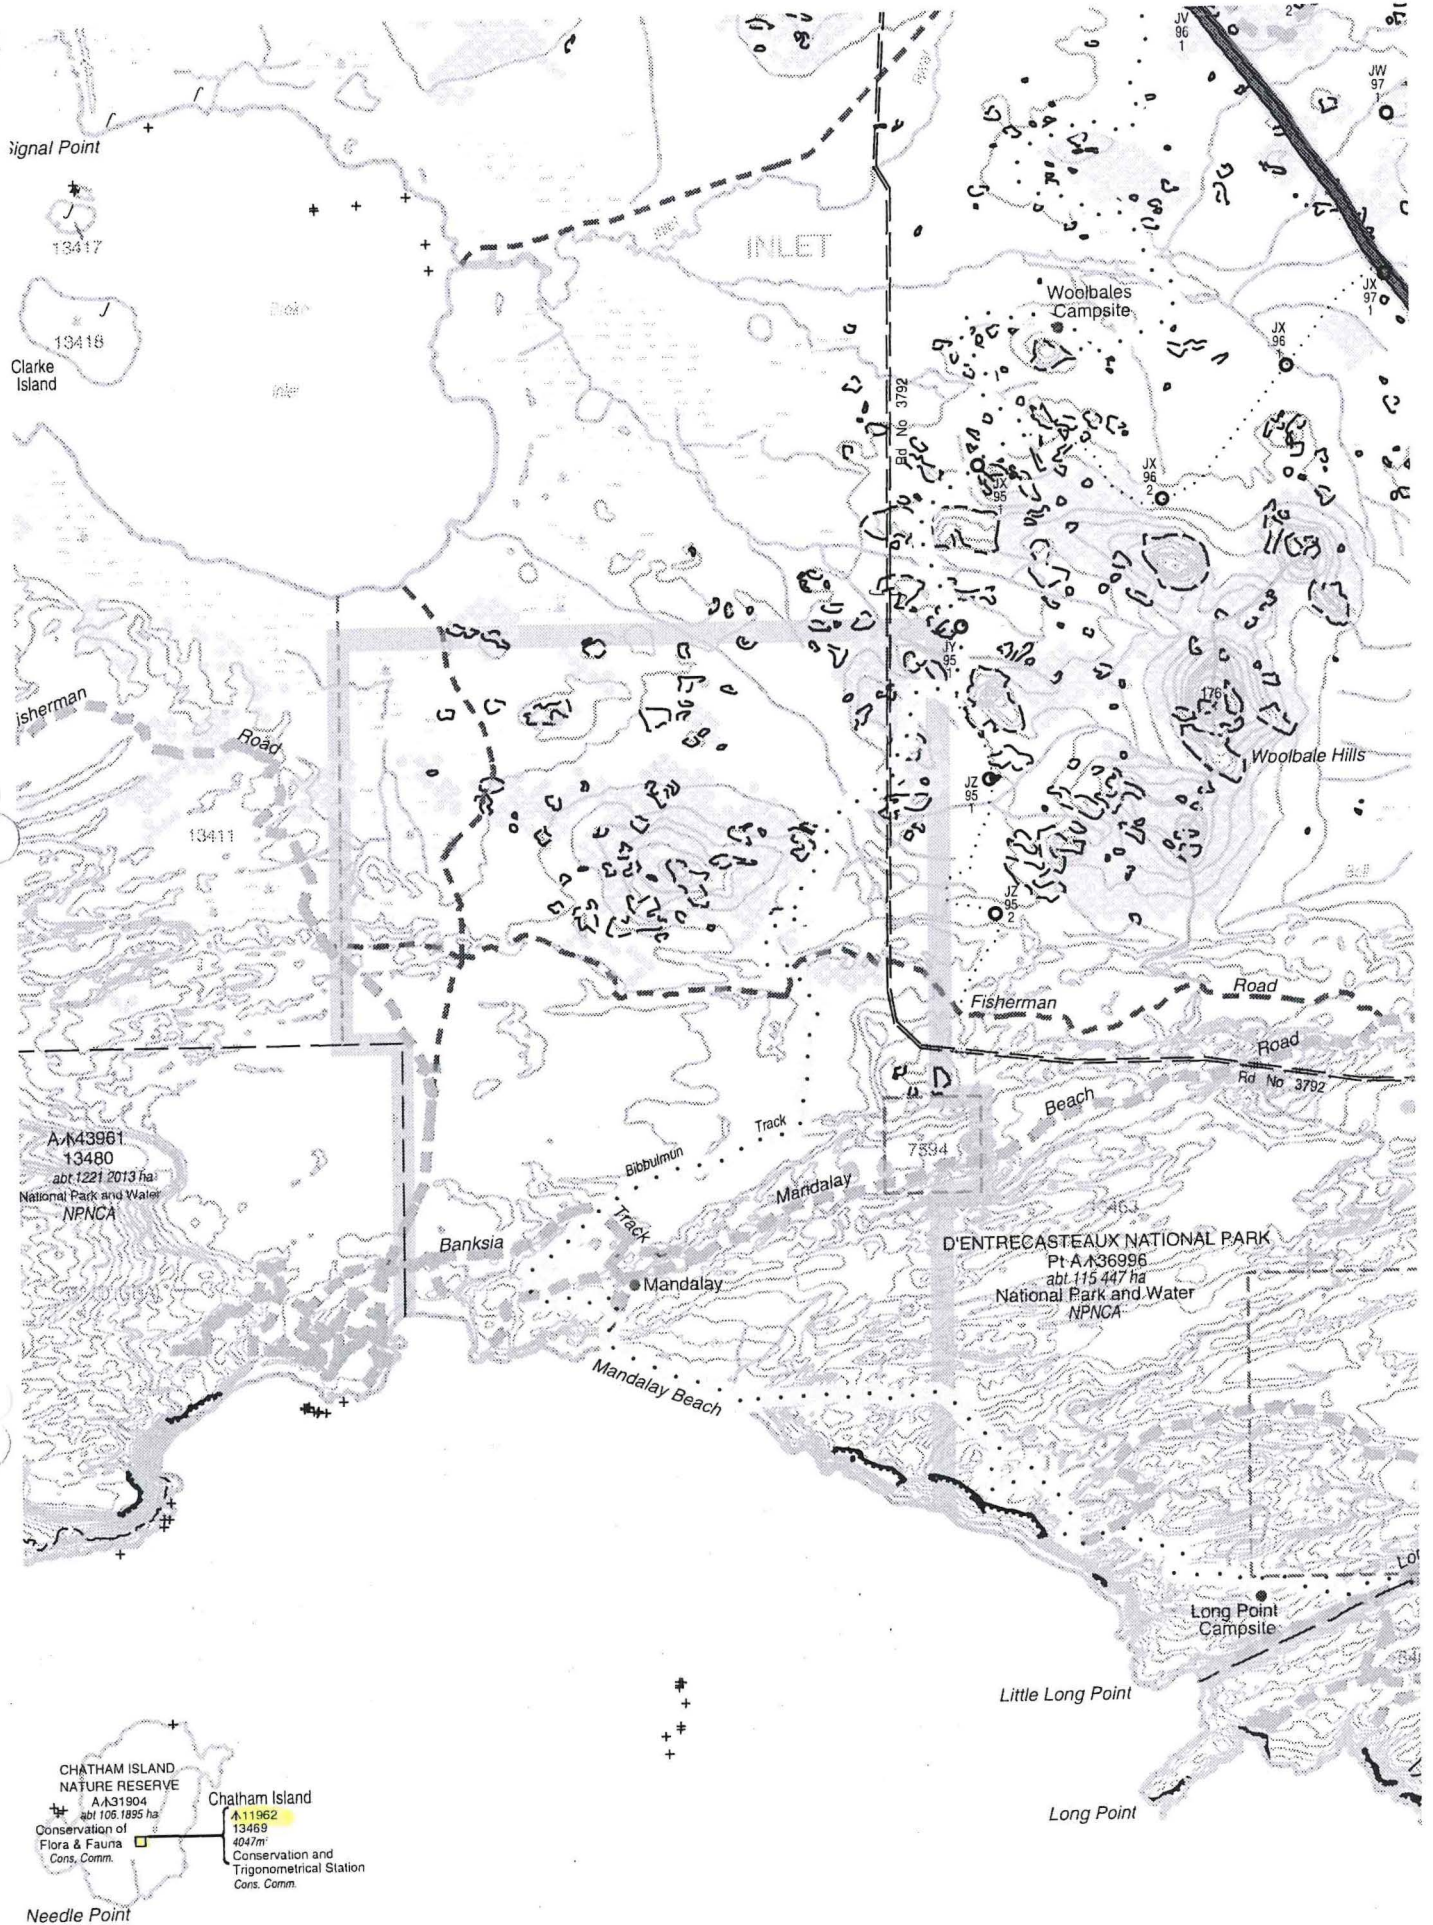 JV
96
1
2
JW
97
1
Signal Point
13417
INLET
Inlet
JX
97
1
Woolbales
Campsite
JX
96
1
13418
Clarke
Island
Inlet
Rd No 3792
JX
96
2
JX
95
1
JY
95
1
176
Woolbale Hills
Fisherman
Road
JZ
95
1
13411
JZ
95
2
Fisherman
Road
Road
Rd No 3792
Beach
A43961
13480
abt 1221.2013 ha
National Park and Water
NPNCA
Track
Bibbulmun
7594
Mandalay
Track
Banksia
Mandalay
D'ENTRECASTEAUX NATIONAL PARK
Pt A 36996
abt 115 447 ha
National Park and Water
NPNCA
Mandalay Beach
Long Point
Campsite
Little Long Point
Long Point
CHATHAM ISLAND
NATURE RESERVE
A 31904
abt 106.1895 ha
Conservation of
Flora & Fauna
Cons. Comm.
Chatham Island
11962
13469
4047m²
Conservation and
Trigonometrical Station
Cons. Comm.
Needle Point